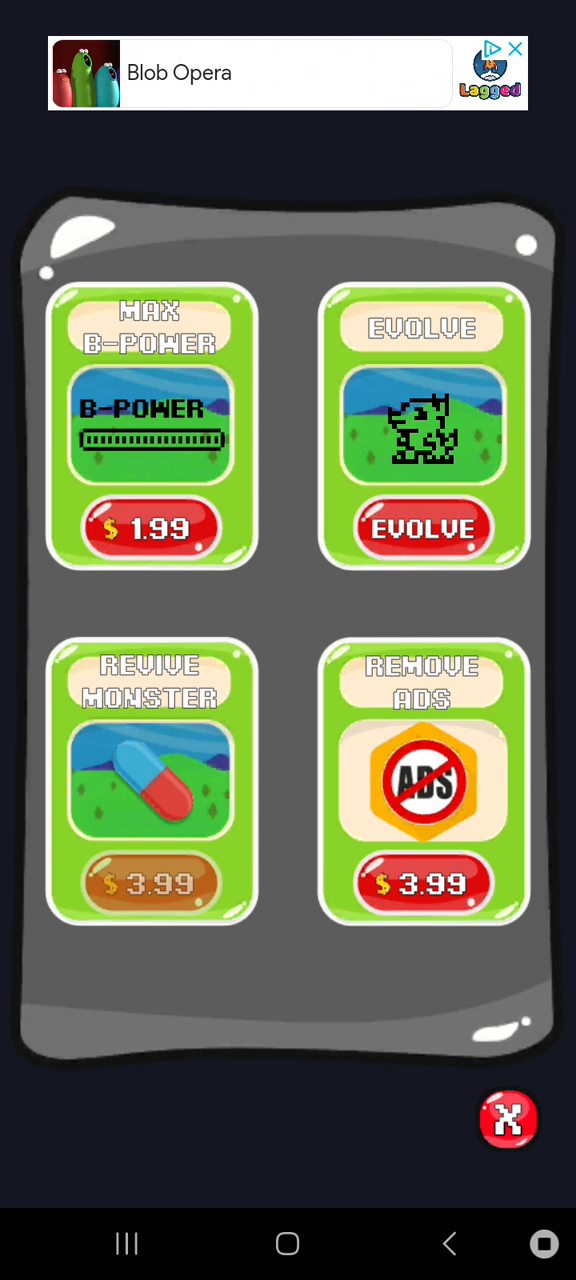 Blob Opera
Lagged
MAX
B-POWER
B-POWER
$ 1.99
EVOLVE
EVOLVE
REVIVE
MONSTER
$ 3.99
REMOVE
ADS
ADS
$ 3.99
X